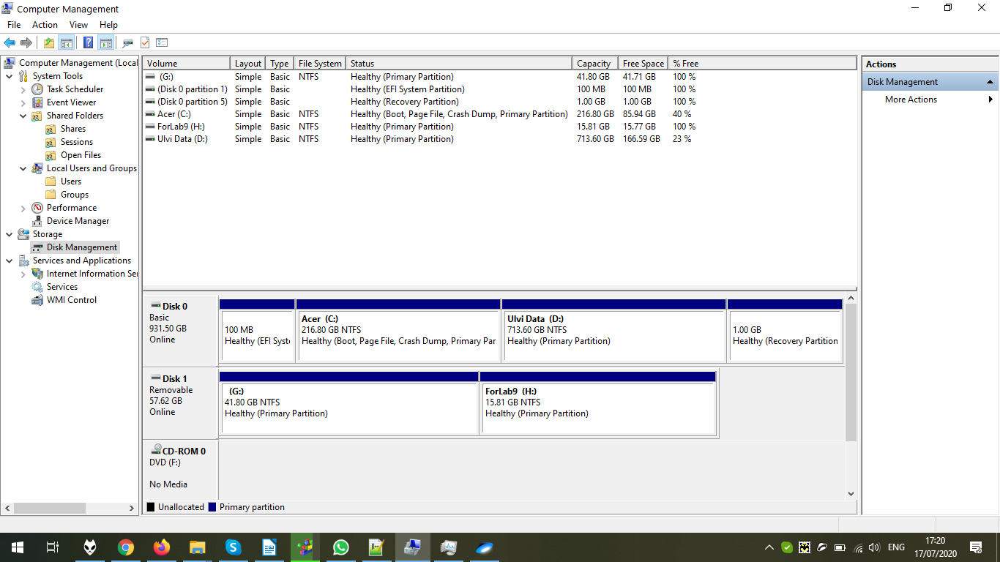 Computer Management
File Action View Help
Computer Management (Local
System Tools
Task Scheduler
Event Viewer
Shared Folders
Shares
Sessions
Open Files
Local Users and Groups
Users
Groups
Performance
Device Manager
Storage
Disk Management
Services and Applications
Internet Information Ser
Services
WMI Control
Volume Layout Type File System Status Capacity Free Space % Free
(G:) Simple Basic NTFS Healthy (Primary Partition) 41.80 GB 41.71 GB 100 %
(Disk 0 partition 1) Simple Basic Healthy (EFI System Partition) 100 MB 100 MB 100 %
(Disk 0 partition 5) Simple Basic Healthy (Recovery Partition) 1.00 GB 1.00 GB 100 %
Acer (C:) Simple Basic NTFS Healthy (Boot, Page File, Crash Dump, Primary Partition) 216.80 GB 85.94 GB 40 %
ForLab9 (H:) Simple Basic NTFS Healthy (Primary Partition) 15.81 GB 15.77 GB 100 %
Ulvi Data (D:) Simple Basic NTFS Healthy (Primary Partition) 713.60 GB 166.59 GB 23 %
Disk 0
Basic
931.50 GB
Online
100 MB
Healthy (EFI Syst
Acer (C:)
216.80 GB NTFS
Healthy (Boot, Page File, Crash Dump, Primary Par
Ulvi Data (D:)
713.60 GB NTFS
Healthy (Primary Partition)
1.00 GB
Healthy (Recovery Partition
Disk 1
Removable
57.62 GB
Online
(G:)
41.80 GB NTFS
Healthy (Primary Partition)
ForLab9 (H:)
15.81 GB NTFS
Healthy (Primary Partition)
CD-ROM 0
DVD (F:)
No Media
Unallocated Primary partition
Actions
Disk Management
More Actions
ENG
17:20
17/07/2020